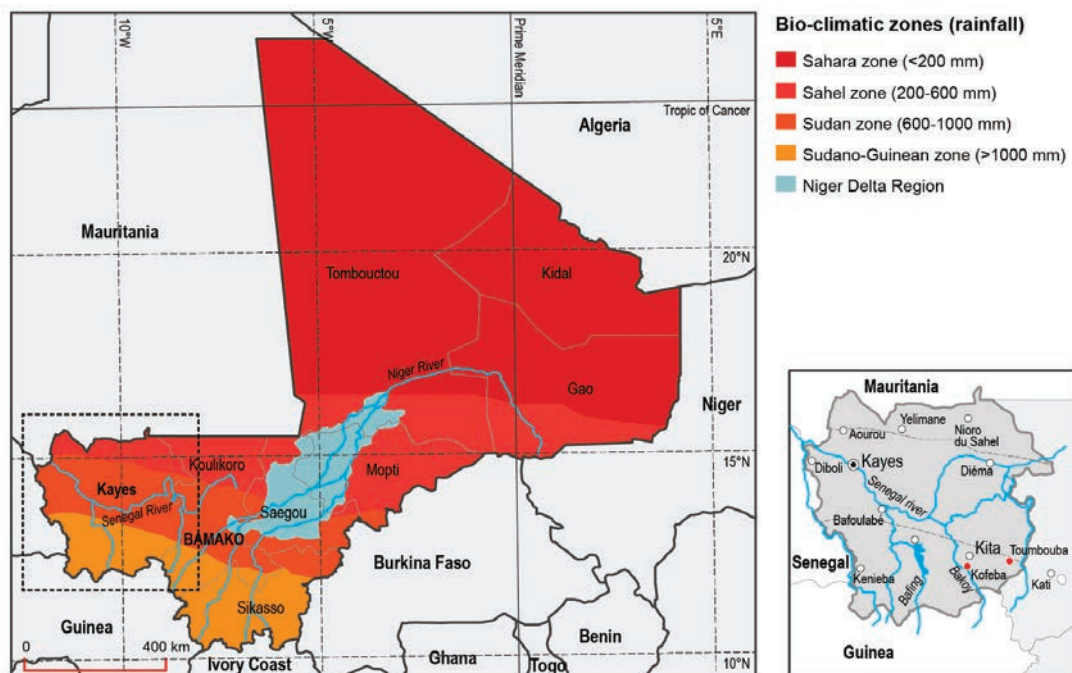 10°W
5°W
Prime Meridian
5°E
Tropic of Cancer
Algeria
Mauritania
20°N
Tombouctou
Kidal
Niger River
Gao
Niger
15°N
Koulikoro
Mopti
Kayes
Senegal River
Saegou
BAMAKO
Burkina Faso
Sikasso
Guinea
Benin
0
400 km
Ivory Coast
Ghana
Togo
10°N
Bio-climatic zones (rainfall)
Sahara zone (<200 mm)
Sahel zone (200-600 mm)
Sudan zone (600-1000 mm)
Sudano-Guinean zone (>1000 mm)
Niger Delta Region
Mauritania
Yelimane
Nioro
du Sahel
Aourou
Diboli
Kayes
Diéma
Senegal river
Bafoulabé
Kita
Toumbouba
Senegal
Kenieba
Bafing
Bakoy
Kofeba
Kati
Guinea